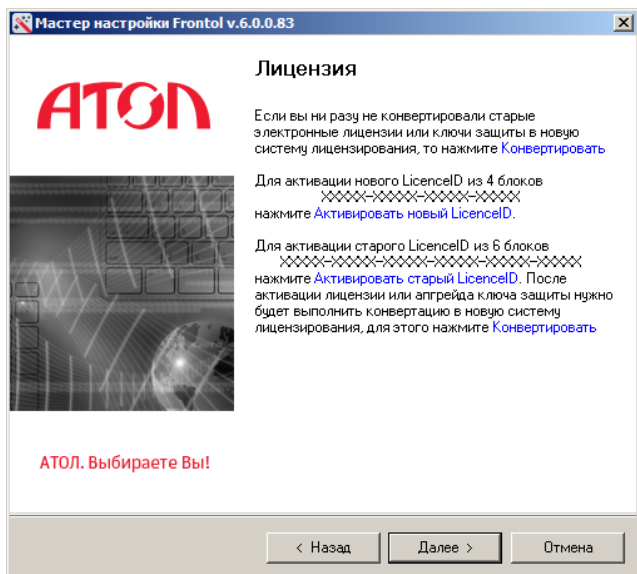 Мастер настройки Frontol v.6.0.0.83
АТОЛ
Лицензия
Если вы ни разу не конвертировали старые
электронные лицензии или ключи защиты в новую
систему лицензирования, то нажмите Конвертировать
Для активации нового LicenceID из 4 блоков
XXXXX-XXXXX-XXXXX-XXXXX
нажмите Активировать новый LicenceID.
Для активации старого LicenceID из 6 блоков
XXXXX-XXXXX-XXXXX-XXXXX-XXXXX-XXXXX
нажмите Активировать старый LicenceID. После
активации лицензии или апгрейда ключа защиты нужно
будет выполнить конвертацию в новую систему
лицензирования, для этого нажмите Конвертировать
АТОЛ. Выбираете Вы!
< Назад
Далее >
Отмена